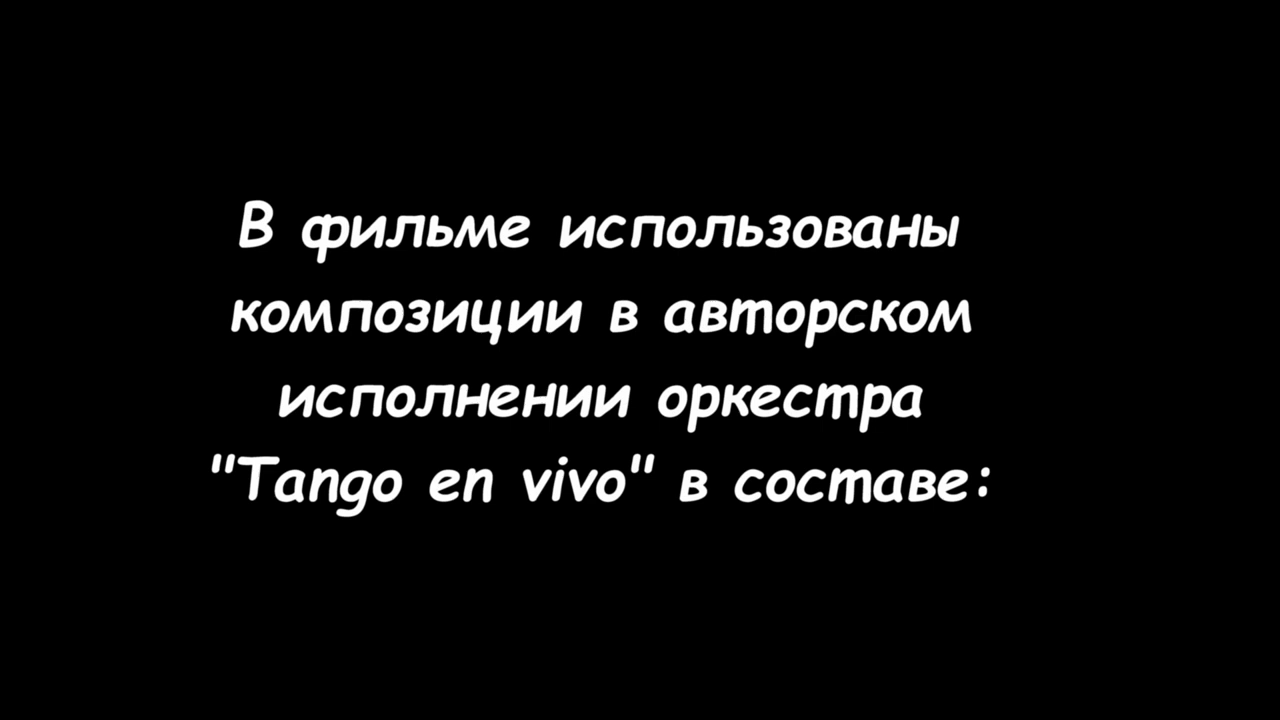 В фильме использованы
композиции в авторском
исполнении оркестра
"Tango en vivo" в составе: